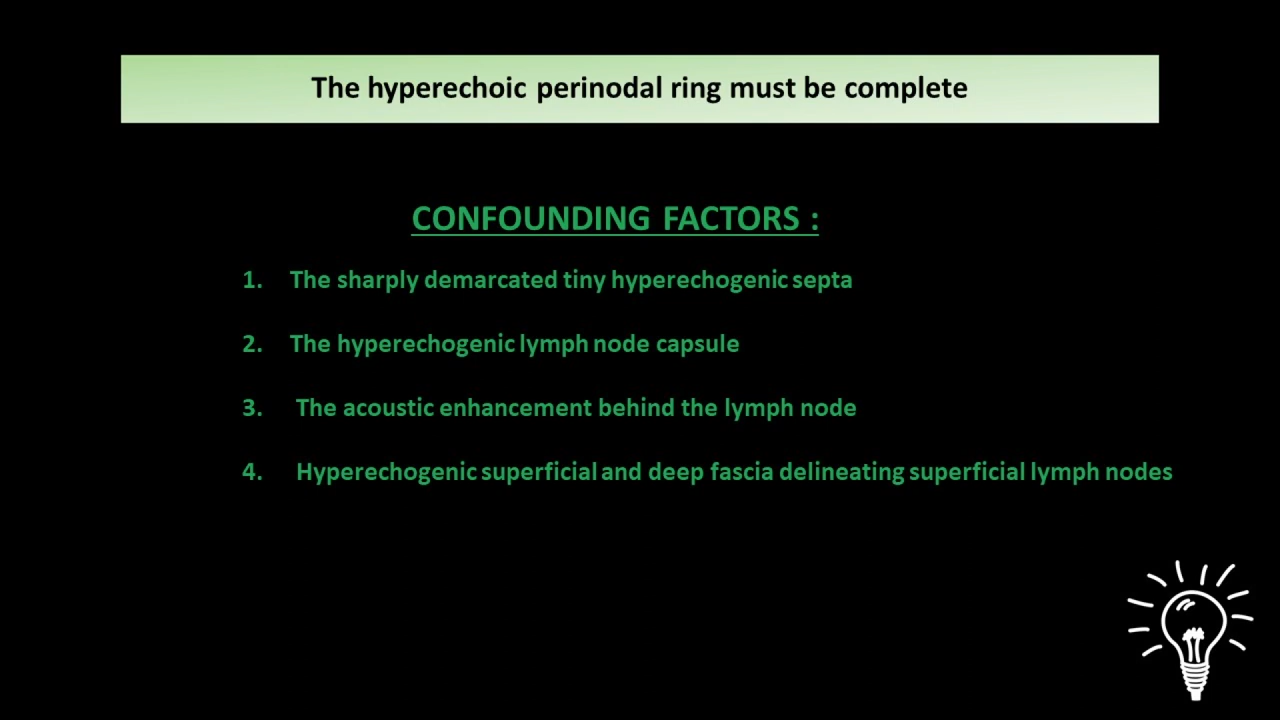 The hyperechoic perinodal ring must be complete
CONFOUNDING FACTORS :
1. The sharply demarcated tiny hyperechogenic septa
2. The hyperechogenic lymph node capsule
3. The acoustic enhancement behind the lymph node
4. Hyperechogenic superficial and deep fascia delineating superficial lymph nodes